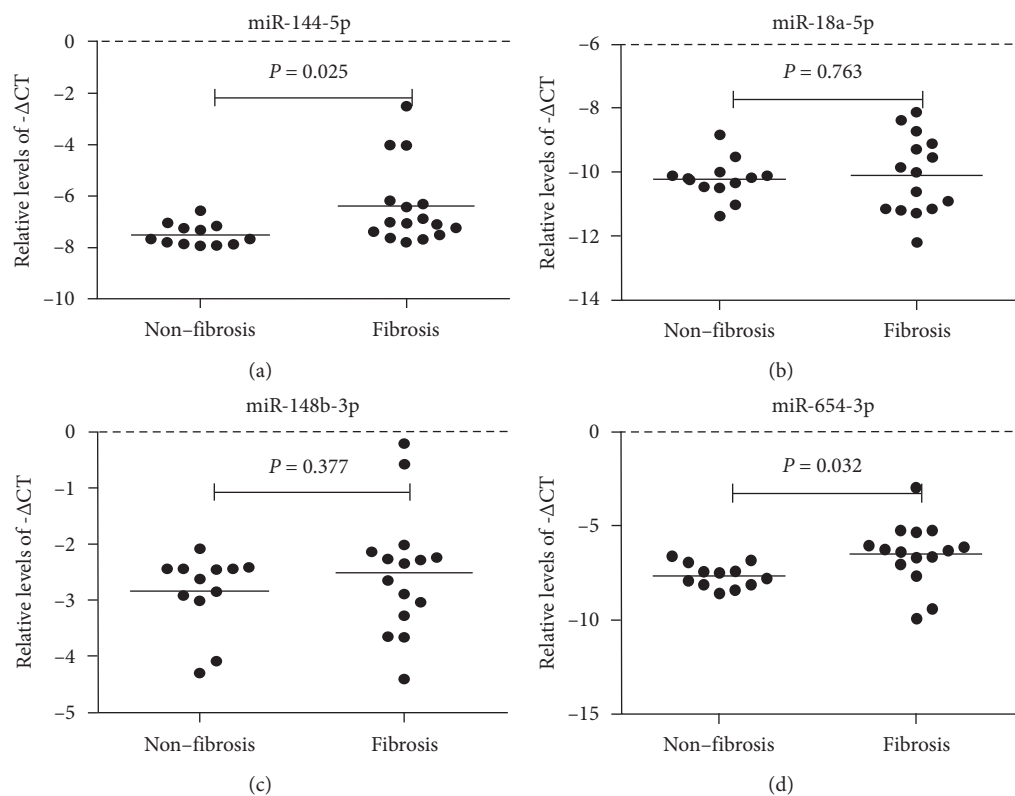 miR-144-5p
0
−2
−4
−6
−8
−10
Relative levels of -ΔCT
P = 0.025
Non–fibrosis
Fibrosis
(a)
miR-18a-5p
−6
−8
−10
−12
−14
Relative levels of -ΔCT
P = 0.763
Non–fibrosis
Fibrosis
(b)
miR-148b-3p
0
−1
−2
−3
−4
−5
Relative levels of -ΔCT
P = 0.377
Non–fibrosis
Fibrosis
(c)
miR-654-3p
0
−5
−10
−15
Relative levels of -ΔCT
P = 0.032
Non–fibrosis
Fibrosis
(d)